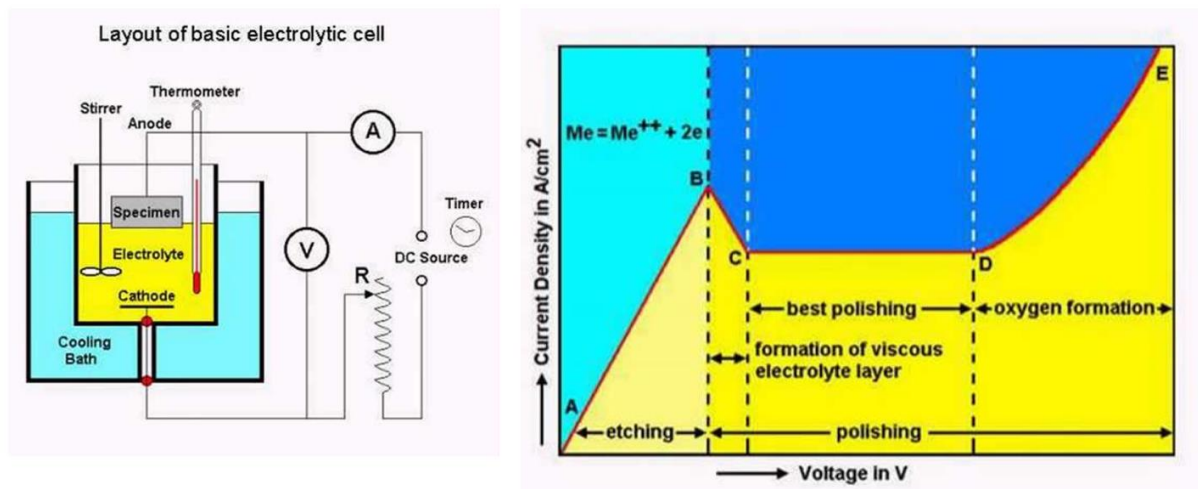 Layout of basic electrolytic cell
Thermometer
Stirrer
Anode
A
Specimen
Timer
V
DC Source
Electrolyte
R
Cathode
Cooling
Bath
Current Density in A/cm²
E
Me = Me⁺⁺ + 2e
B
C
D
best polishing
oxygen formation
formation of viscous
electrolyte layer
A
etching
polishing
Voltage in V